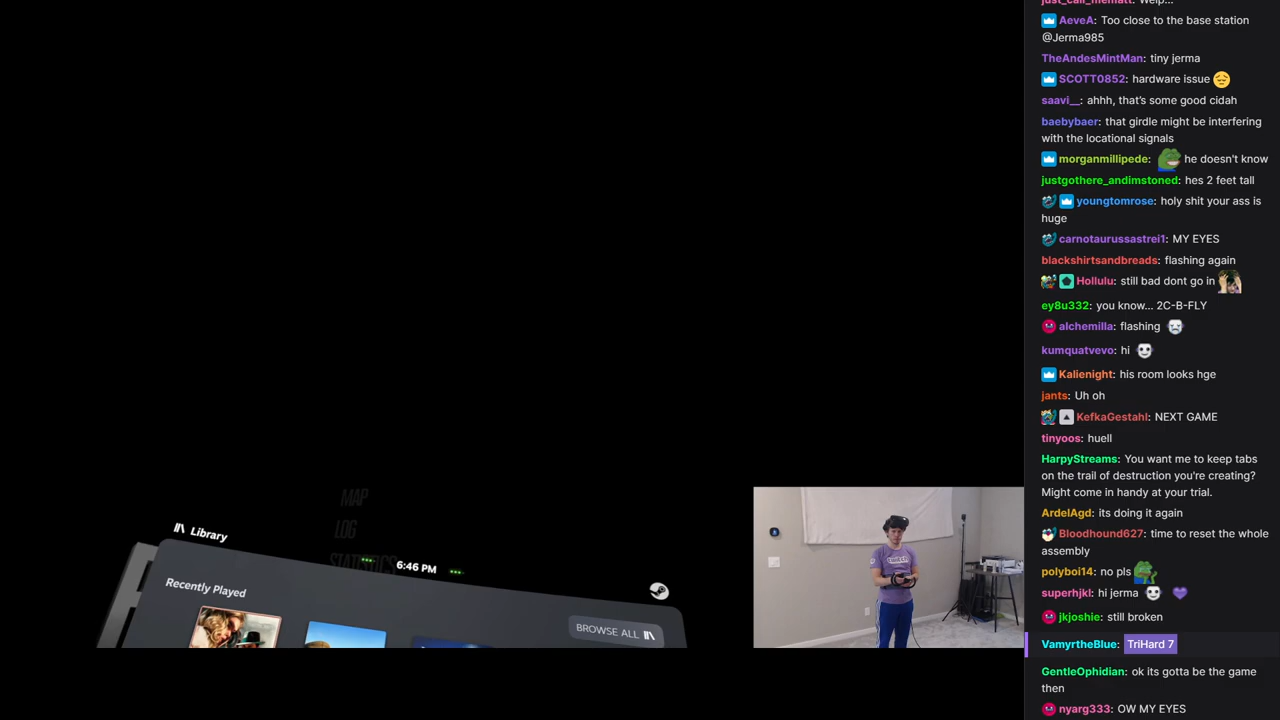 MAP
LOG
STATISTICS
Library
6:46 PM
Recently Played
BROWSE ALL
just_call_mematt: Welp...
AeveA: Too close to the base station
@Jerma985
TheAndesMintMan: tiny jerma
SCOTT0852: hardware issue
saavi__: ahhh, that's some good cidah
baebybaer: that girdle might be interfering
with the locational signals
morganmillipede: he doesn't know
justgothere_andimstoned: hes 2 feet tall
youngtomrose: holy shit your ass is
huge
carnotaurussastrei1: MY EYES
blackshirtsandbreads: flashing again
Hollulu: still bad dont go in
ey8u332: you know... 2C-B-FLY
alchemilla: flashing
kumquatvevo: hi
Kalienight: his room looks hge
jants: Uh oh
KefkaGestahl: NEXT GAME
tinyoos: huell
HarpyStreams: You want me to keep tabs
on the trail of destruction you're creating?
Might come in handy at your trial.
ArdelAgd: its doing it again
Bloodhound627: time to reset the whole
assembly
polyboi14: no pls
superhjkl: hi jerma
jkjoshie: still broken
VamyrtheBlue: TriHard 7
GentleOphidian: ok its gotta be the game
then
nyarg333: OW MY EYES